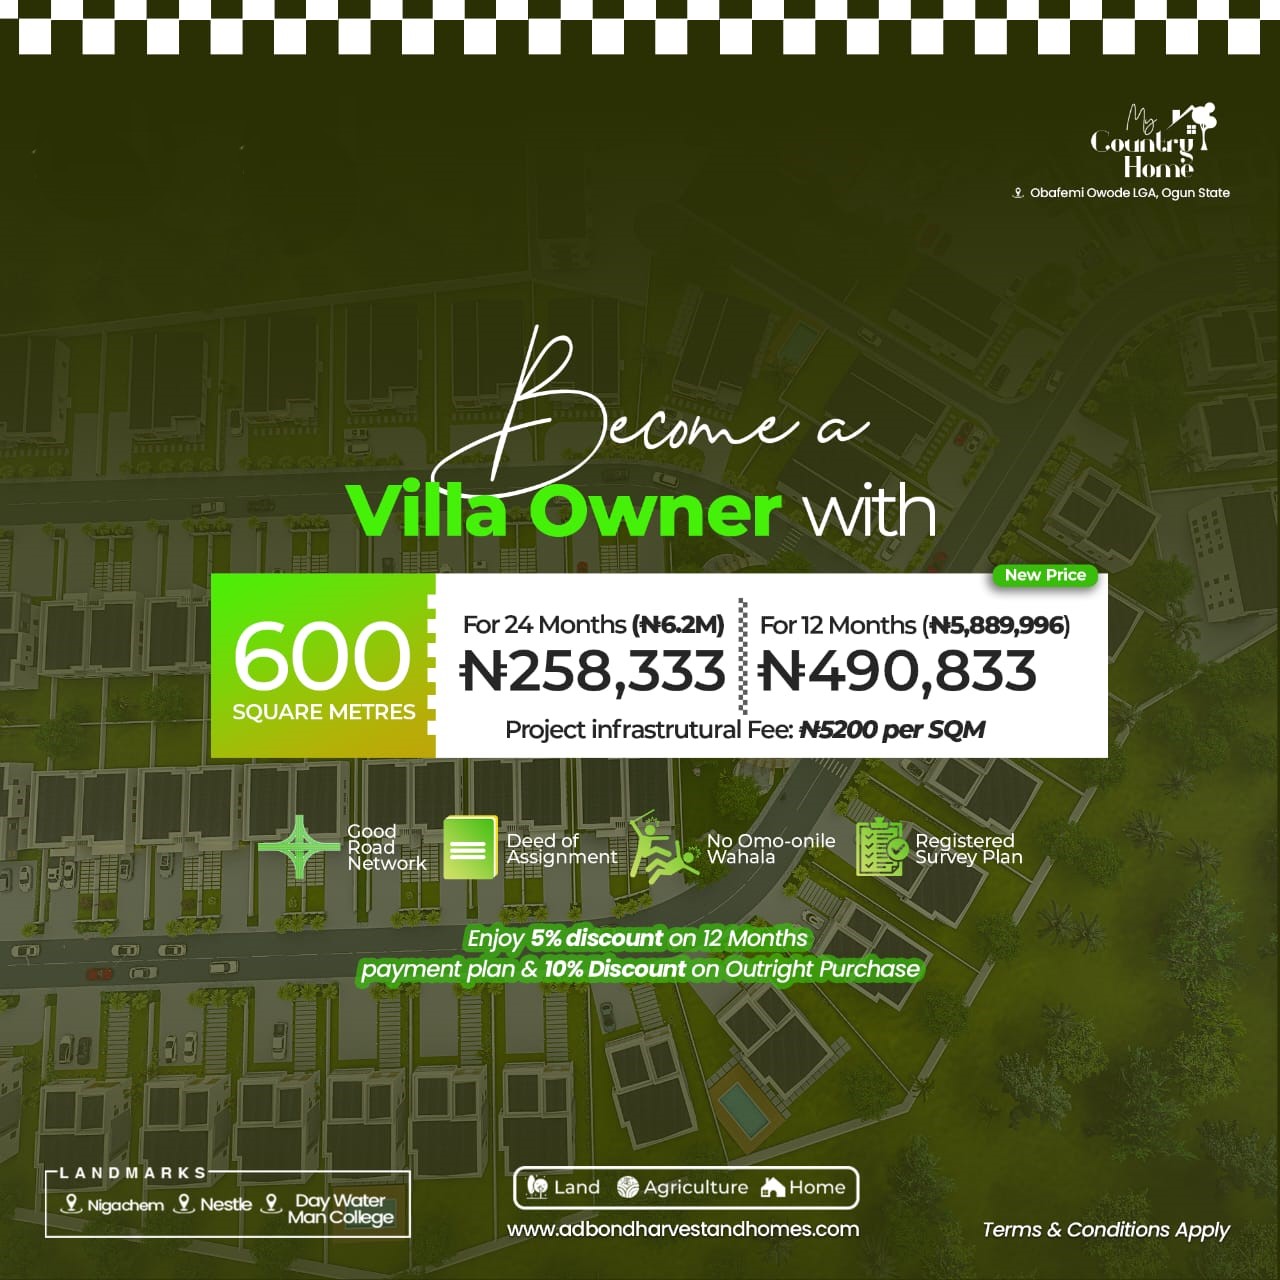 My
Country
Home
Obafemi Owode LGA, Ogun State
Become a
Villa Owner with
New Price
600
SQUARE METRES
For 24 Months (₦6.2M)
₦258,333
For 12 Months (₦5,889,996)
₦490,833
Project infrastrutural Fee: ₦5200 per SQM
Good
Road
Network
Deed of
Assignment
No Omo-onile
Wahala
Registered
Survey Plan
Enjoy 5% discount on 12 Months
payment plan & 10% Discount on Outright Purchase
LANDMARKS
Nigachem
Nestle
Day Water
Man College
Land
Agriculture
Home
www.adbondharvestandhomes.com
Terms & Conditions Apply